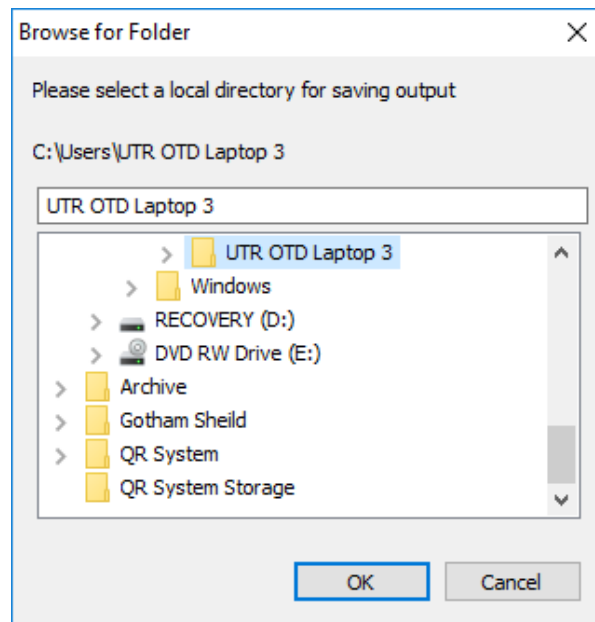 Browse for Folder
Please select a local directory for saving output
C:\Users\UTR OTD Laptop 3
UTR OTD Laptop 3
UTR OTD Laptop 3
Windows
RECOVERY (D:)
DVD RW Drive (E:)
Archive
Gotham Sheild
QR System
QR System Storage
OK Cancel